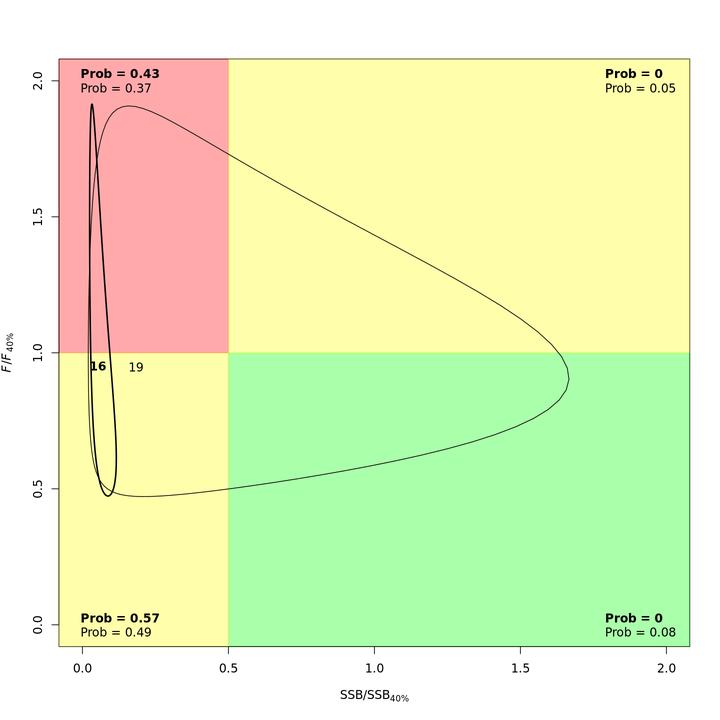 Prob = 0.43
Prob = 0.37
Prob = 0
Prob = 0.05
2.0
1.5
1.0
0.5
0.0
F/F40%
16
19
Prob = 0.57
Prob = 0.49
Prob = 0
Prob = 0.08
0.0 0.5 1.0 1.5 2.0
SSB/SSB40%